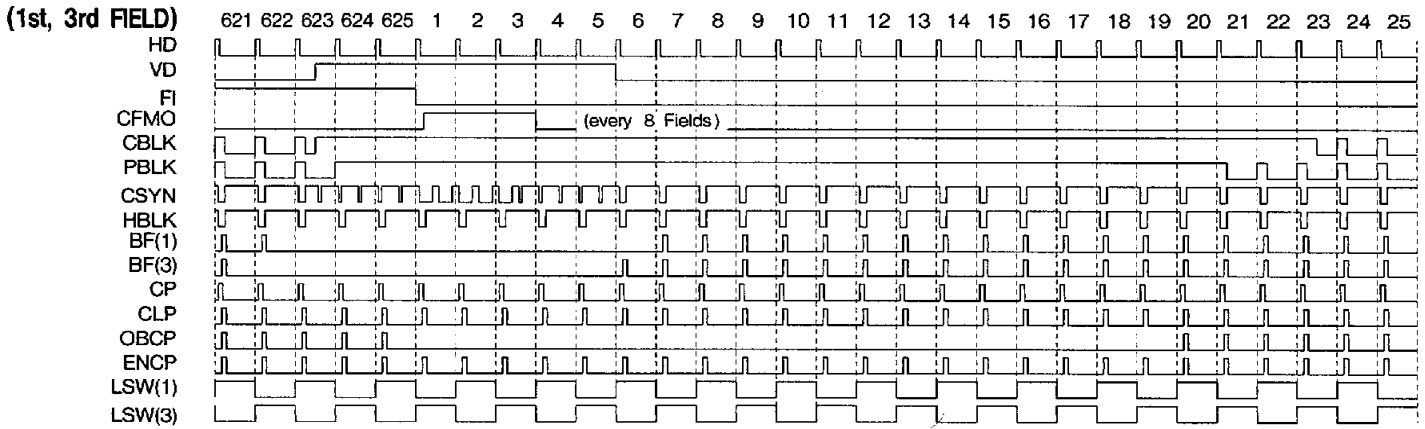 (1st, 3rd FIELD) 621 622 623 624 625 1 2 3 4 5 6 7 8 9 10 11 12 13 14 15 16 17 18 19 20 21 22 23 24 25
HD
VD
FI
CFMO (every 8 Fields)
CBLK
PBLK
CSYN
HBLK
BF(1)
BF(3)
CP
CLP
OBCP
ENCP
LSW(1)
LSW(3)